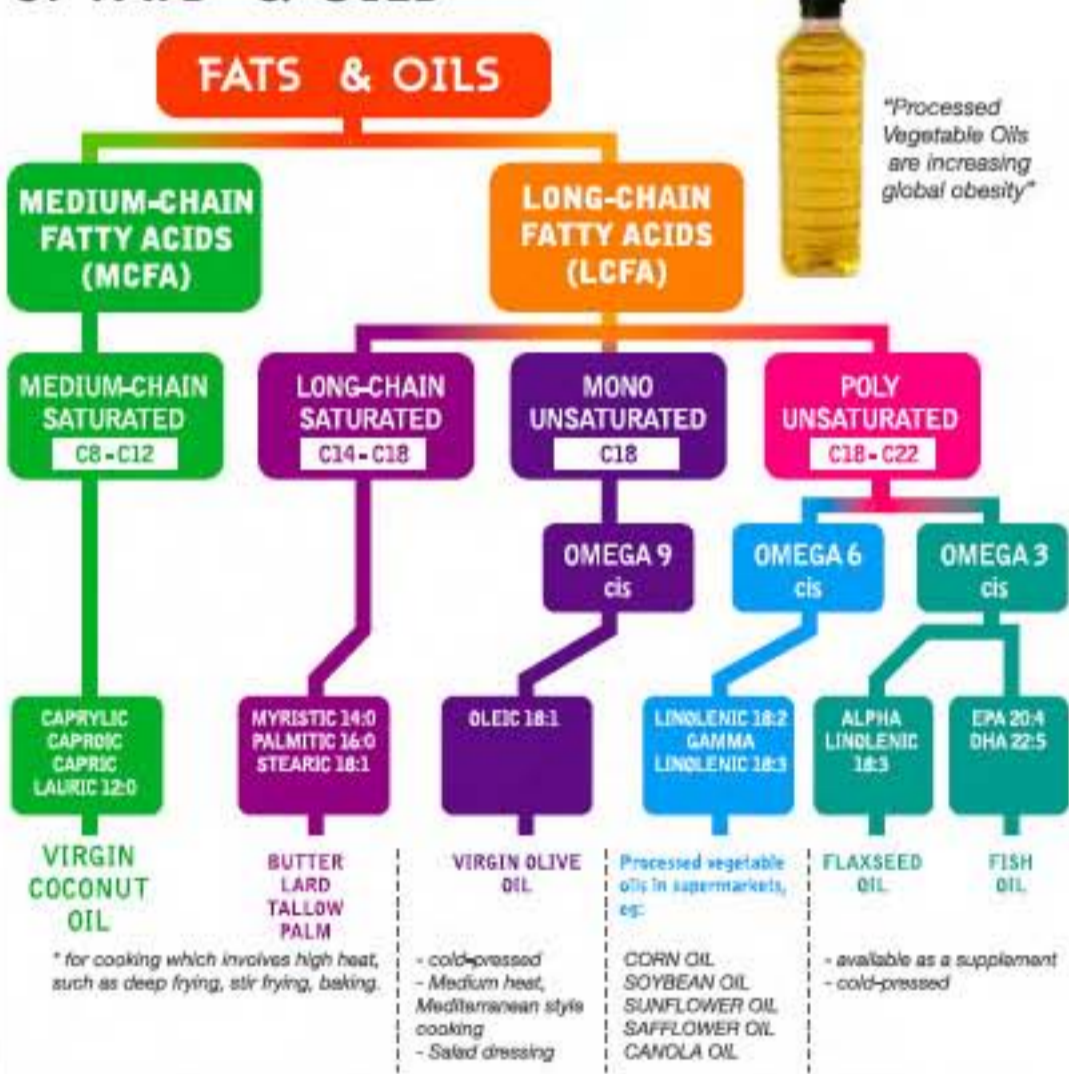 FATS & OILS
"Processed
Vegetable Oils
are increasing
global obesity"
MEDIUM-CHAIN
FATTY ACIDS
(MCFA)
LONG-CHAIN
FATTY ACIDS
(LCFA)
MEDIUM-CHAIN
SATURATED
C8-C12
LONG-CHAIN
SATURATED
C14-C18
MONO
UNSATURATED
C18
POLY
UNSATURATED
C18-C22
OMEGA 9
cis
OMEGA 6
cis
OMEGA 3
cis
CAPRYLIC
CAPROIC
CAPRIC
LAURIC 12:0
MYRISTIC 14:0
PALMITIC 16:0
STEARIC 18:1
OLEIC 18:1
LINOLENIC 18:2
GAMMA
LINOLENIC 18:3
ALPHA
LINOLENIC
18:3
EPA 20:4
DHA 22:5
VIRGIN
COCONUT
OIL
BUTTER
LARD
TALLOW
PALM
* for cooking which involves high heat,
such as deep frying, stir frying, baking.
VIRGIN OLIVE
OIL
- cold-pressed
- Medium heat,
Mediterranean style
cooking
- Salad dressing
Processed vegetable
oils in supermarkets,
eg:
CORN OIL
SOYBEAN OIL
SUNFLOWER OIL
SAFFLOWER OIL
CANOLA OIL
FLAXSEED
OIL
FISH
OIL
- available as a supplement
- cold-pressed